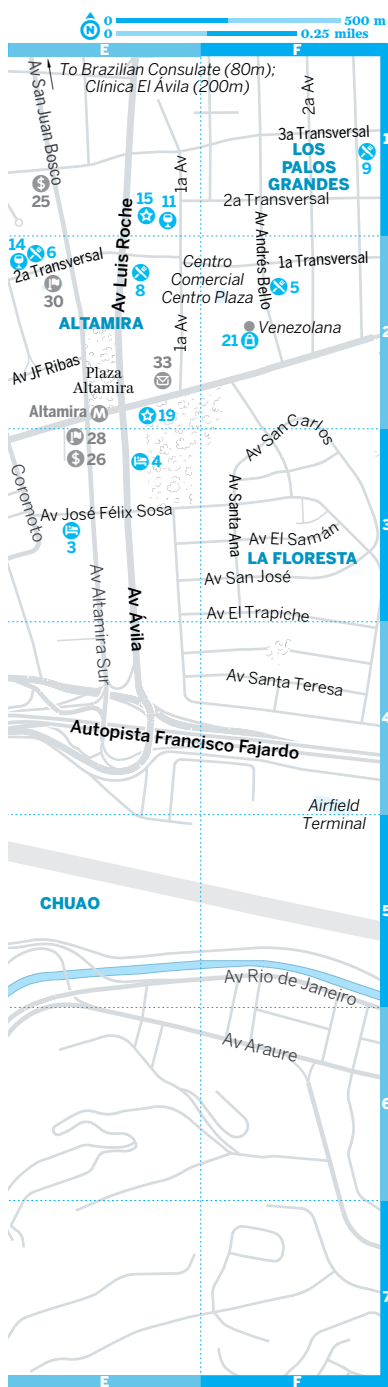 0 500 m
N 0 0.25 miles
E F
Av San Juan Bosco
To Brazilian Consulate (80m);
Clínica El Ávila (200m)
2a Av
1
3a Transversal
LOS
PALOS
GRANDES
9
1a Av
25
15 11
2a Transversal
Av Luis Roche
Av Andrés Bello
14 6
2a Transversal
30
8
Centro
Comercial
Centro Plaza
1a Transversal
5
ALTAMIRA
Venezolana
21
2
1a Av
33
Av JF Ribas
Plaza
Altamira
Altamira M
19
28
26
4
Av San Carlos
Coromoto
Av Santa Ana
Av José Félix Sosa
3
3
Av El Samán
LA FLORESTA
Av San José
Av Altamira Sur
Av Ávila
Av El Trapiche
Av Santa Teresa
4
Autopista Francisco Fajardo
Airfield
Terminal
CHUAO
5
Av Rio de Janeiro
Av Araure
6
7
E F